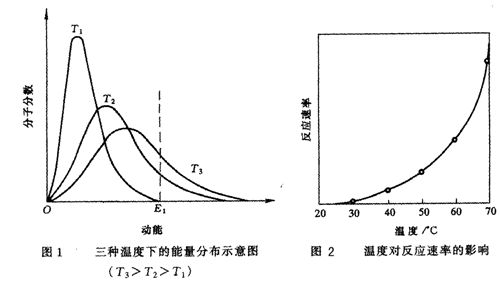 分子分数
T₁
T₂
T₃
O
E₁
动能
图1 三种温度下的能量分布示意图
(T₃>T₂>T₁)
反应速率
20 30 40 50 60 70
温度/℃
图2 温度对反应速率的影响